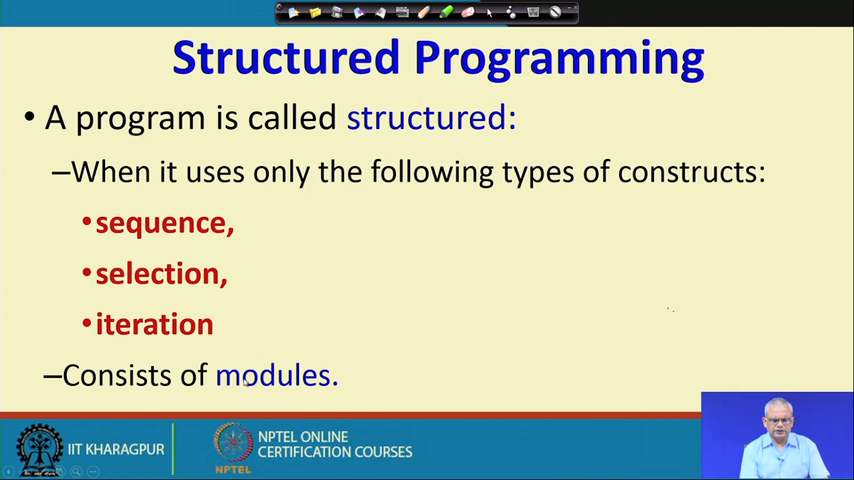 Structured Programming
• A program is called structured:
–When it uses only the following types of constructs:
•sequence,
•selection,
•iteration
–Consists of modules.
IIT KHARAGPUR
NPTEL
NPTEL ONLINE
CERTIFICATION COURSES